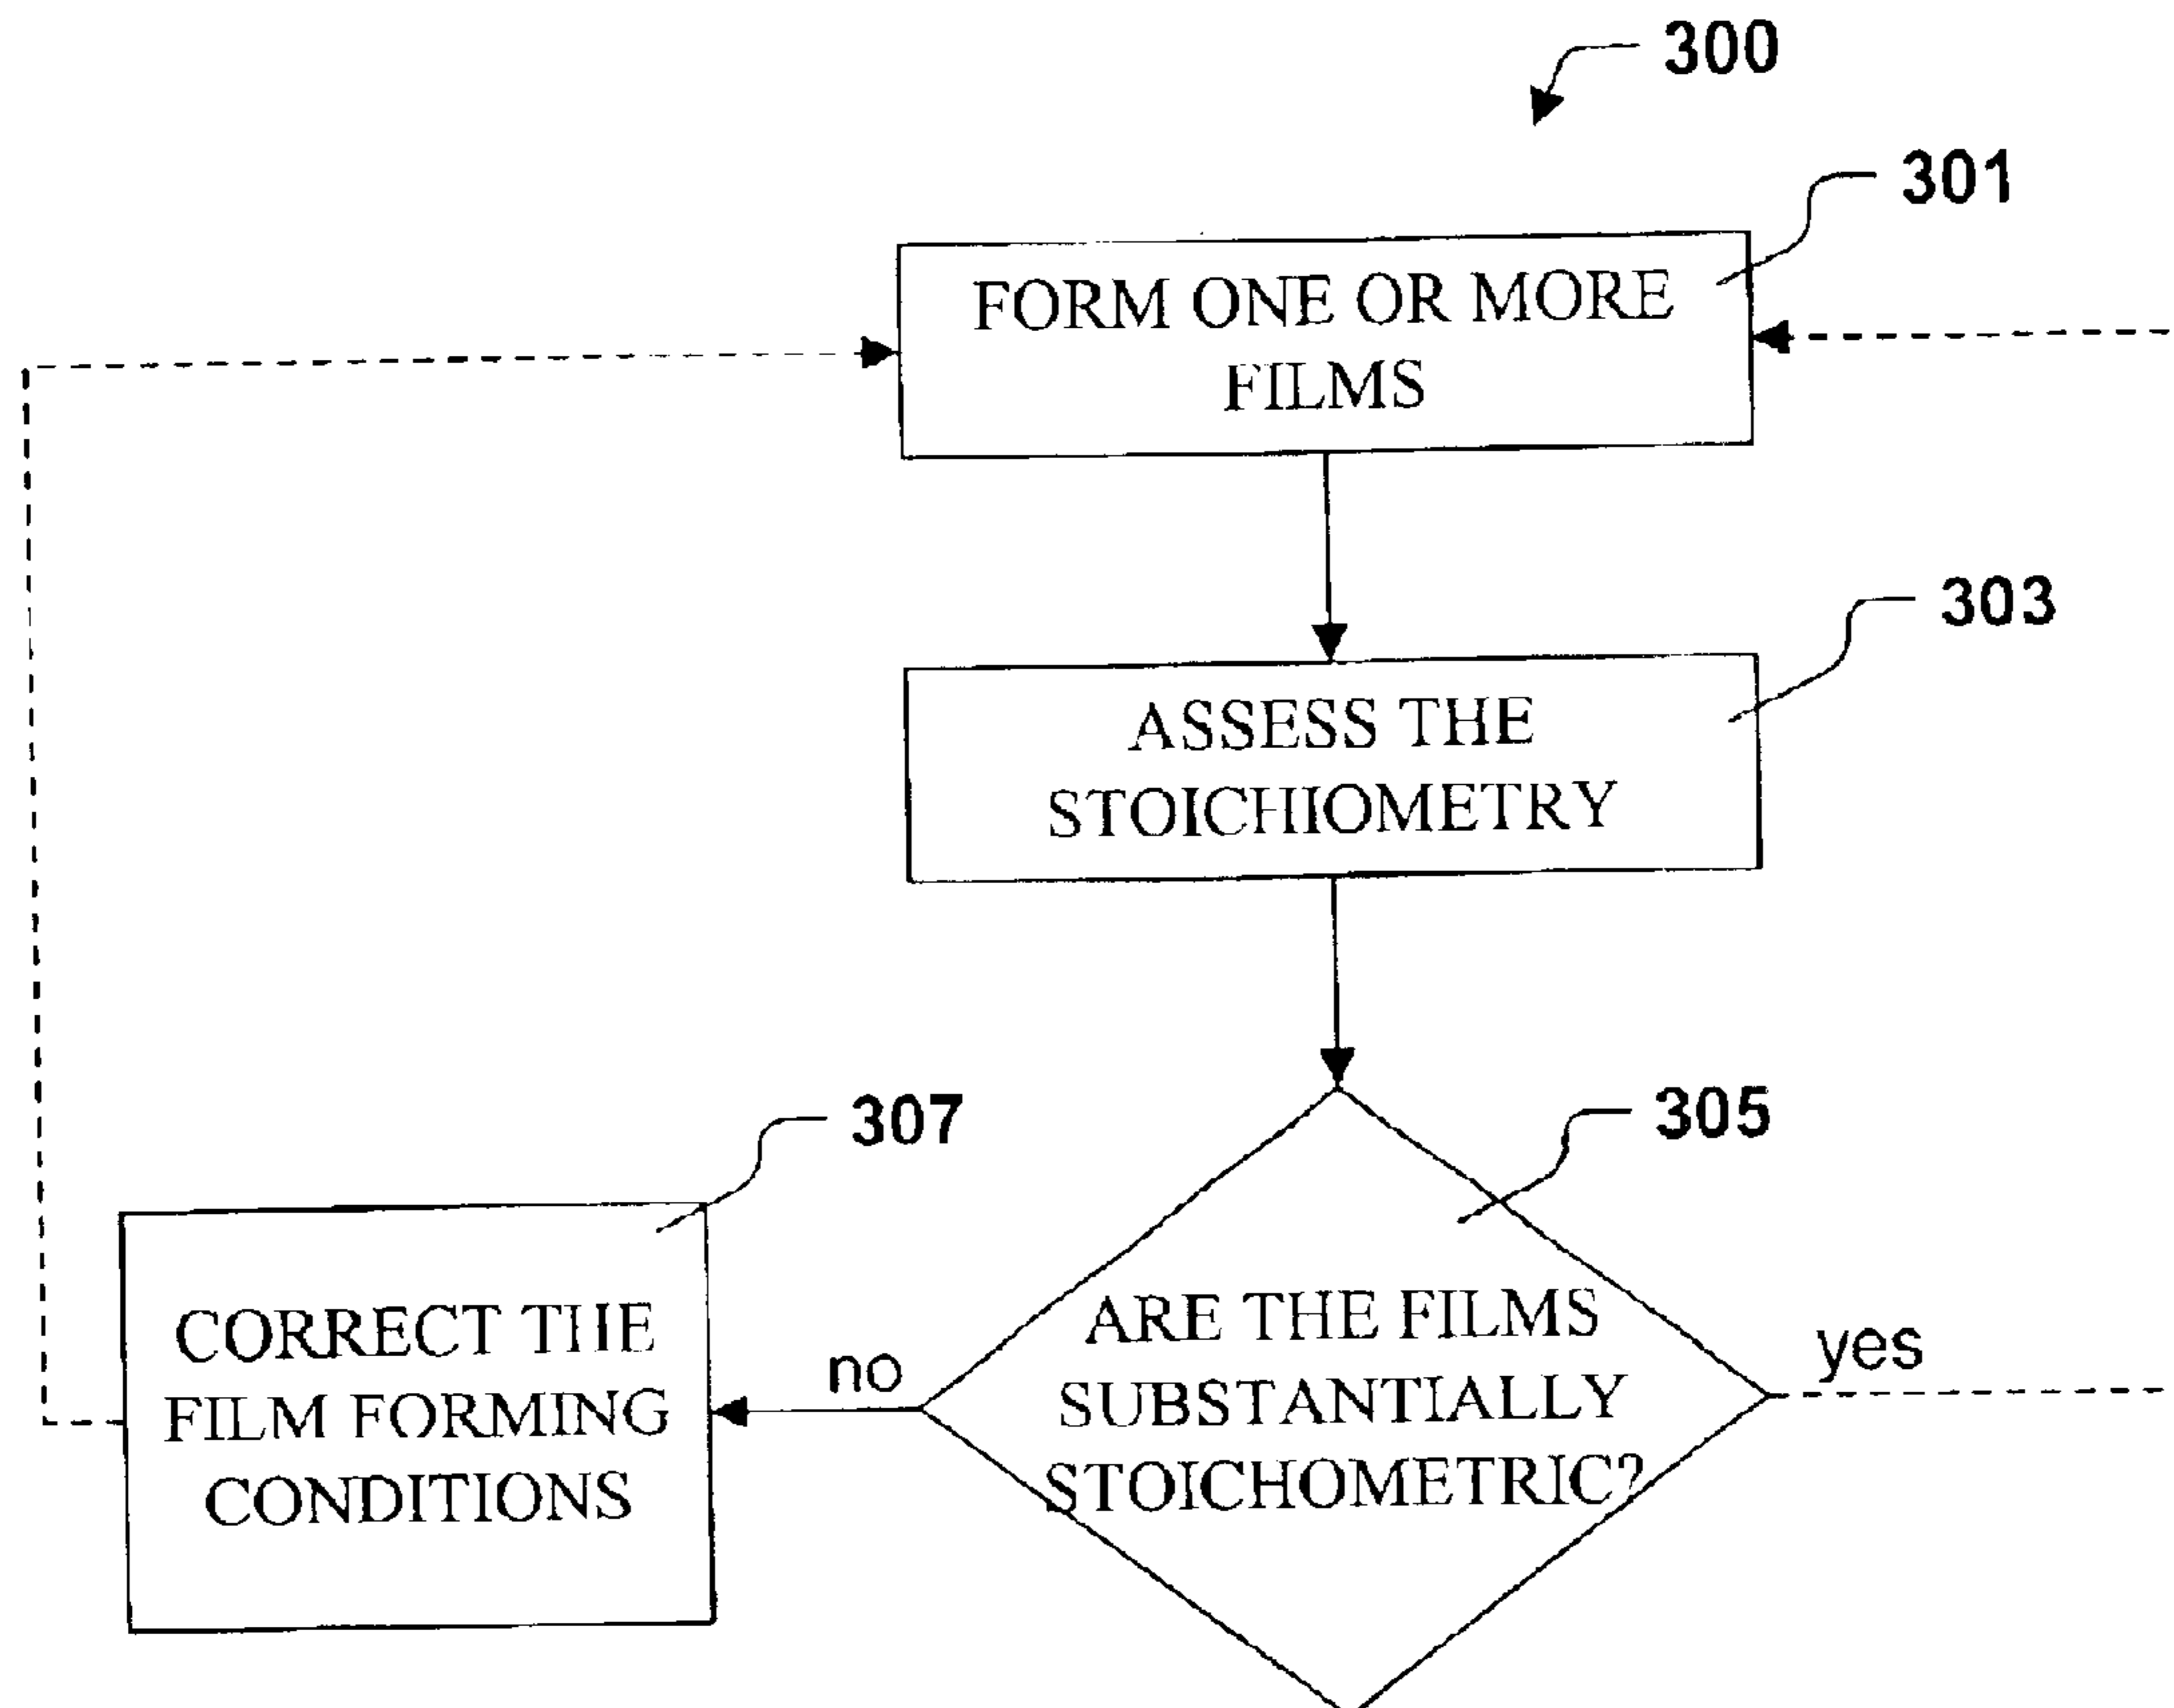 300
301
FORM ONE OR MORE
FILMS
303
ASSESS THE
STOICHIOMETRY
307
305
CORRECT THE
FILM FORMING
CONDITIONS
no
ARE THE FILMS
SUBSTANTIALLY
STOICHOMETRIC?
yes